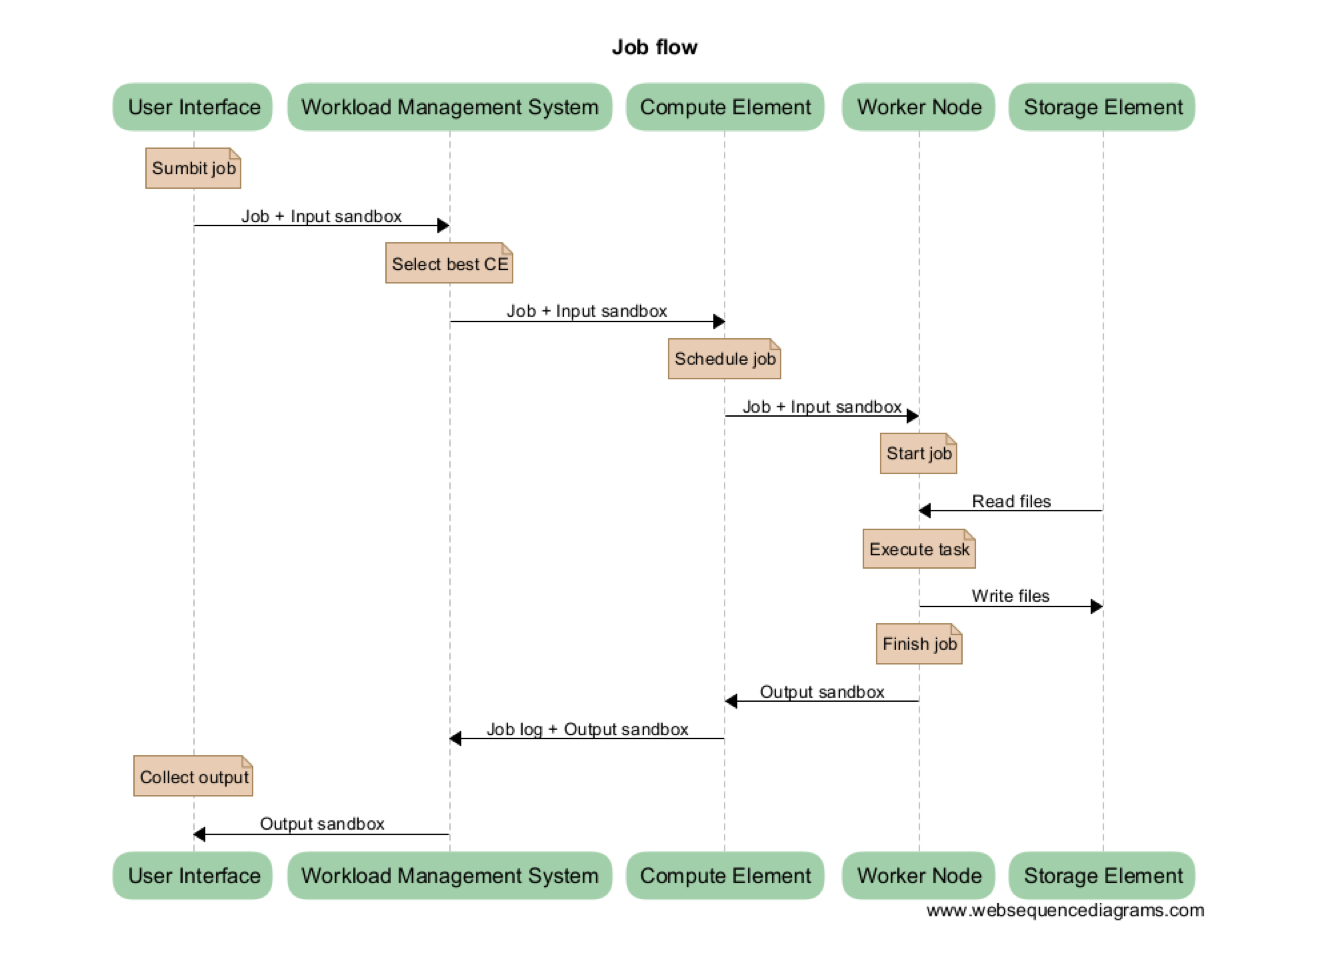 Job flow
User Interface
Workload Management System
Compute Element
Worker Node
Storage Element
Sumbit job
Job + Input sandbox
Select best CE
Job + Input sandbox
Schedule job
Job + Input sandbox
Start job
Read files
Execute task
Write files
Finish job
Output sandbox
Job log + Output sandbox
Collect output
Output sandbox
User Interface
Workload Management System
Compute Element
Worker Node
Storage Element
www.websequencediagrams.com